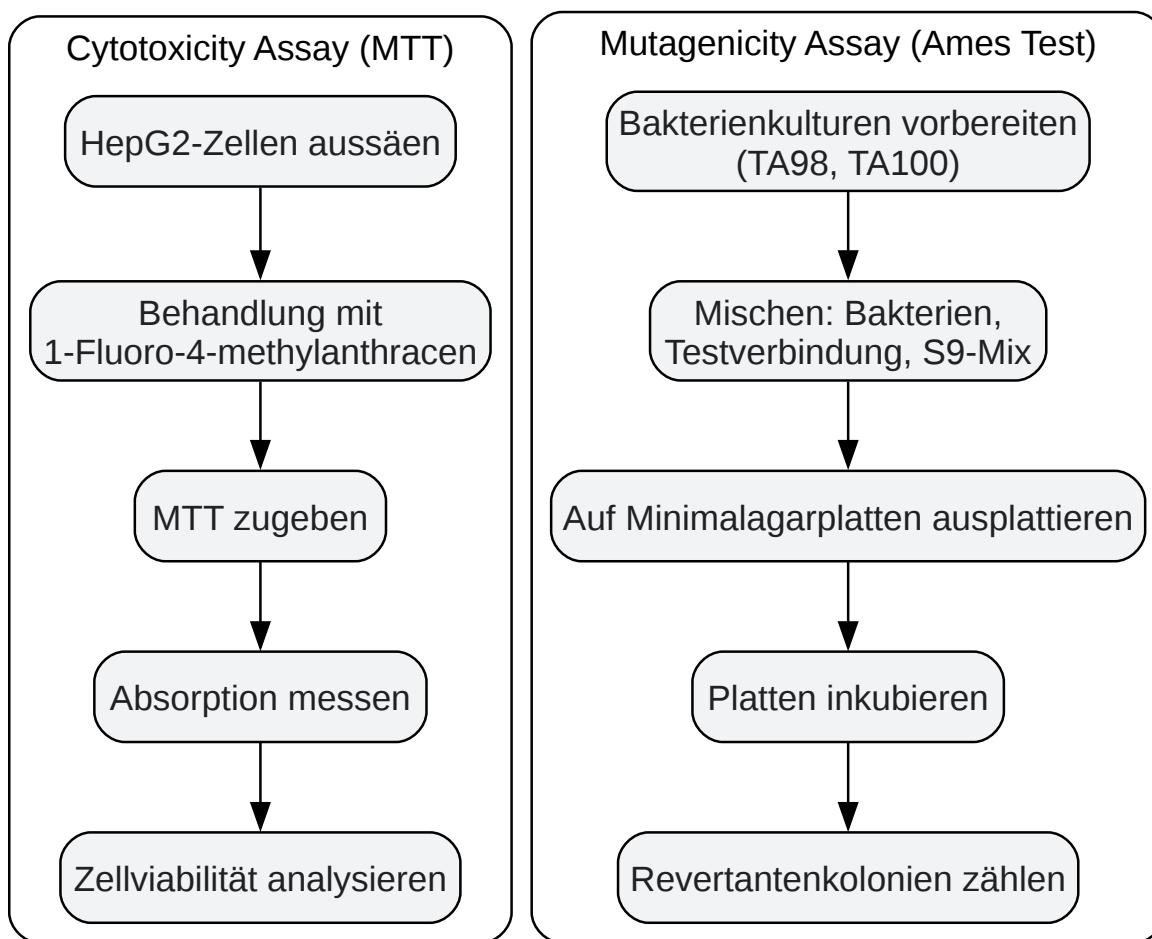 Cytotoxicity Assay (MTT)
HepG2-Zellen aussäen
Behandlung mit
1-Fluoro-4-methylanthracen
MTT zugeben
Absorption messen
Zellviabilität analysieren
Mutagenicity Assay (Ames Test)
Bakterienkulturen vorbereiten
(TA98, TA100)
Mischen: Bakterien,
Testverbindung, S9-Mix
Auf Minimalagarplatten ausplattieren
Platten inkubieren
Revertantenkolonien zählen